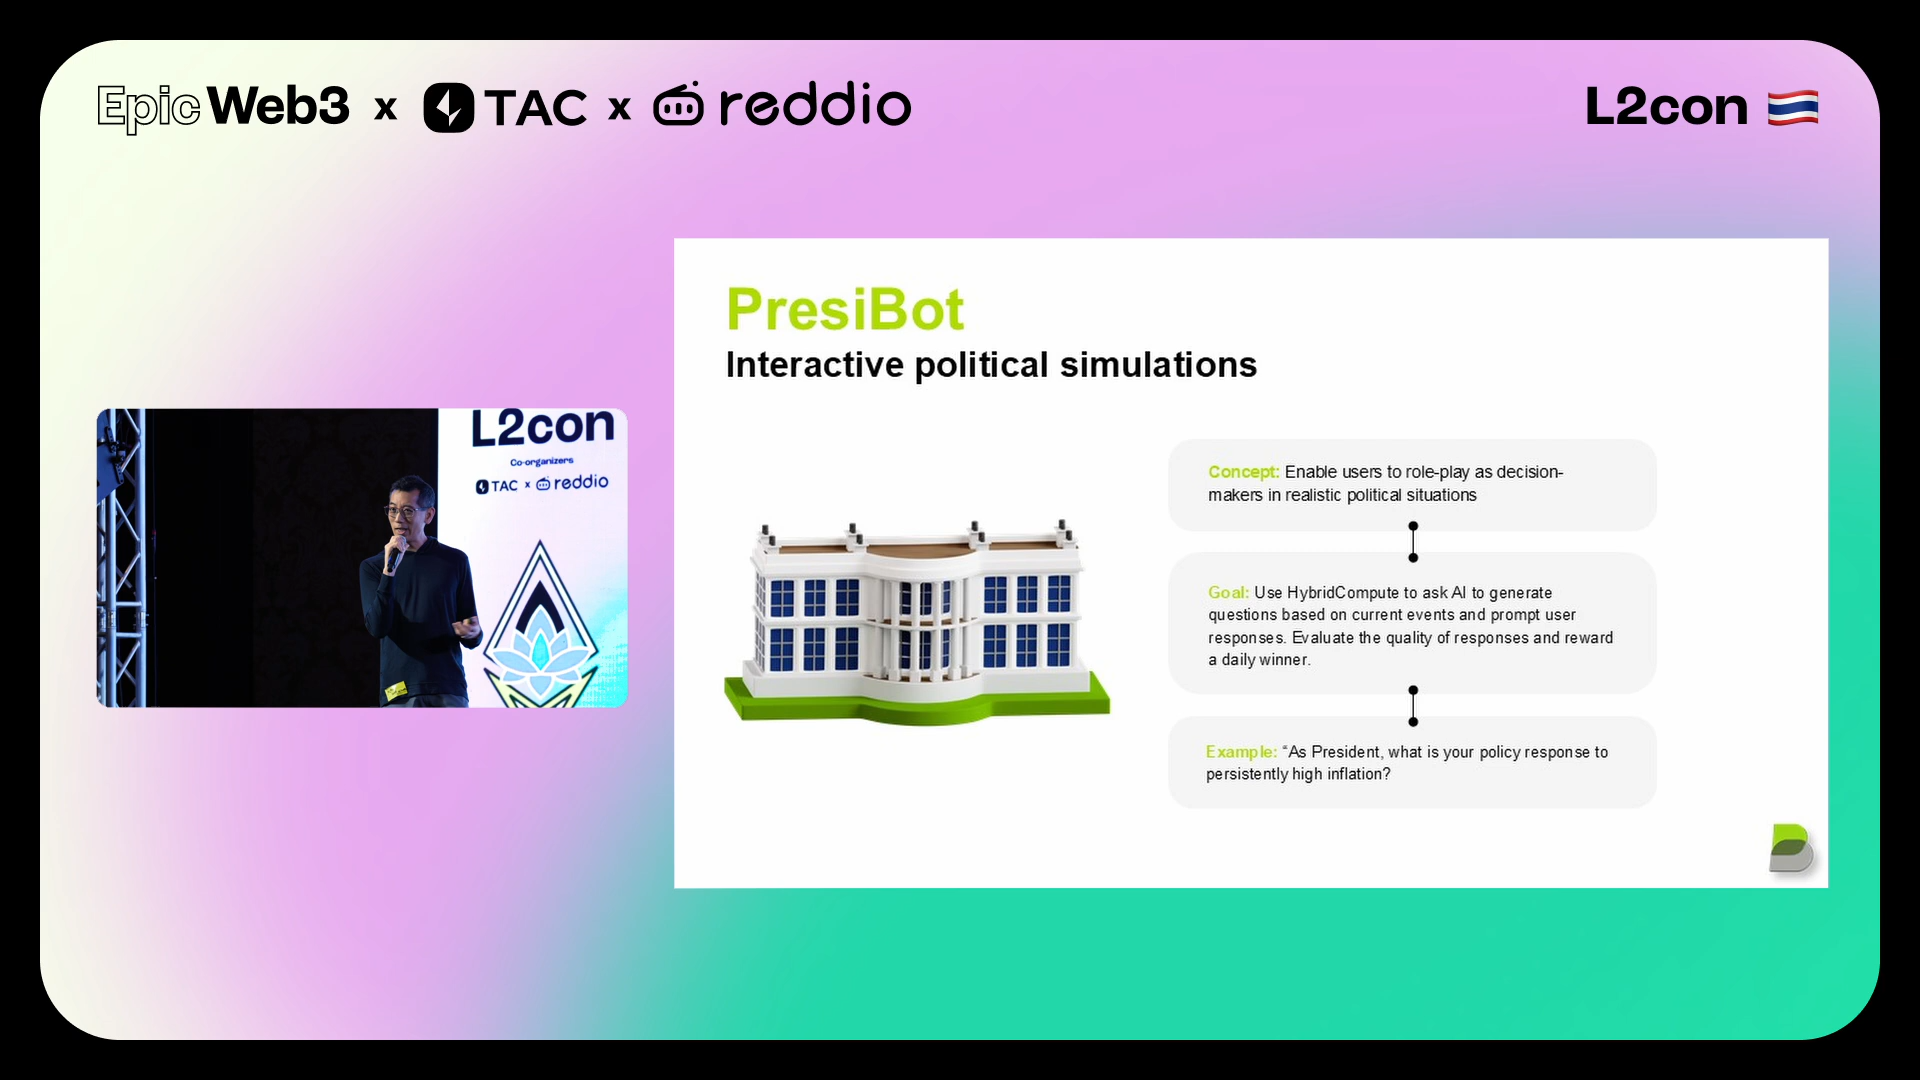 Epic Web3 x TAC x reddio
L2con
PresiBot
Interactive political simulations
L2con
Co-organizers
TAC x reddio
Concept: Enable users to role-play as decision-
makers in realistic political situations
Goal: Use HybridCompute to ask AI to generate
questions based on current events and prompt user
responses. Evaluate the quality of responses and reward
a daily winner.
Example: “As President, what is your policy response to
persistently high inflation?